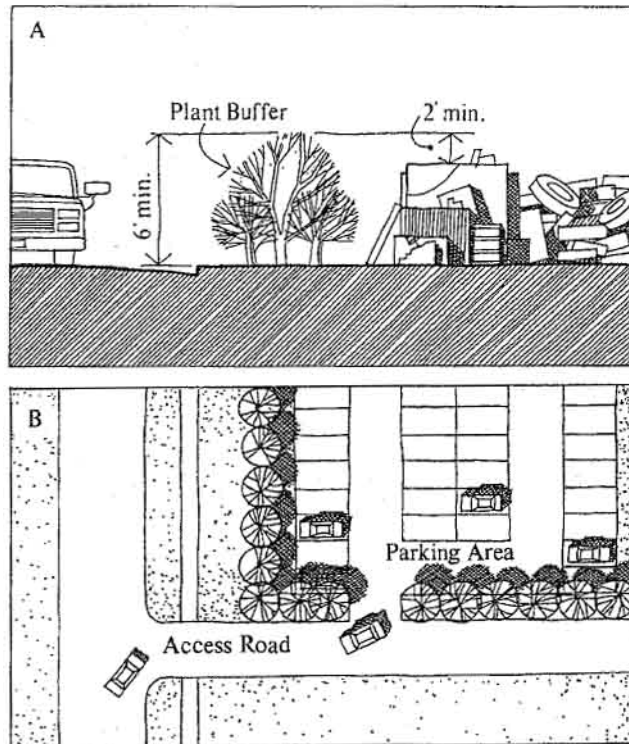 A
Plant Buffer
2' min.
6' min.
B
Parking Area
Access Road